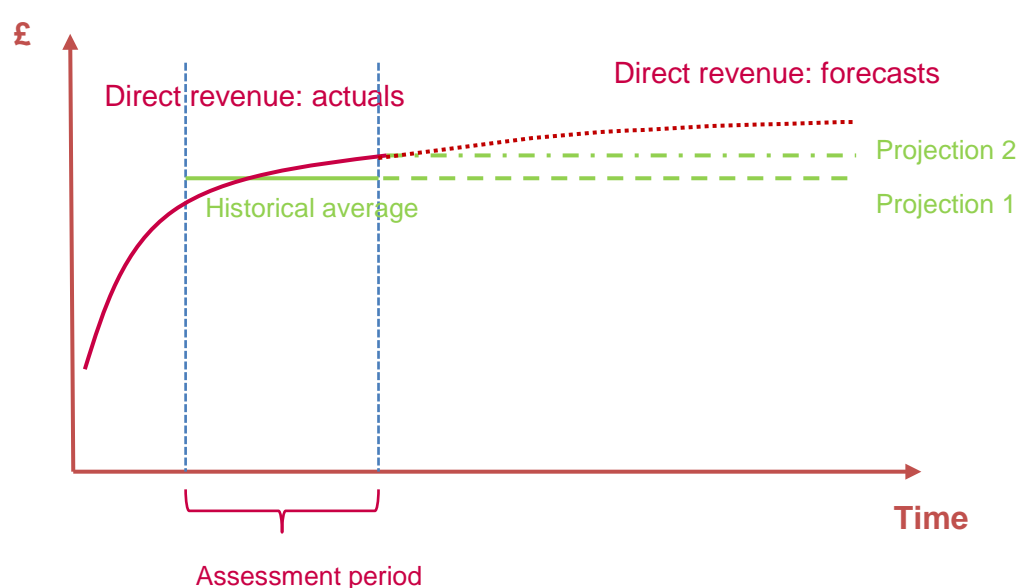 £
Direct revenue: forecasts
Direct revenue: actuals
Projection 2
Historical average
Projection 1
Time
Assessment period